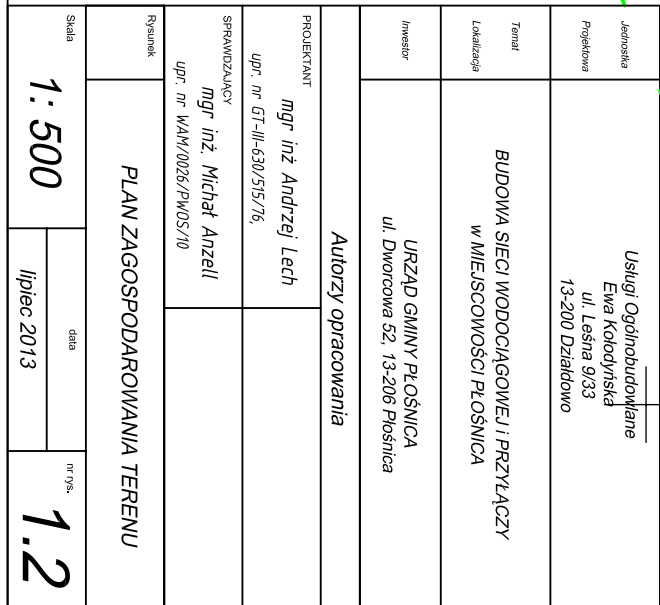 Jednostka
Projektowa
Usługi Ogólnobudowlane
Ewa Kołodyńska
ul. Leśna 9/33
13-200 Działdowo
Temat
Lokalizacja
BUDOWA SIECI WODOCIĄGOWEJ i PRZYŁĄCZY
w MIEJSCOWOŚCI PŁOŚNICA
Inwestor
URZĄD GMINY PŁOŚNICA
ul. Dworcowa 52, 13-206 Płośnica
Autorzy opracowania
PROJEKTANT
mgr inż Andrzej Lech
upr. nr GT-III-630/515/76,
SPRAWDZAJĄCY
mgr inż. Michał Anzell
upr. nr WAM/0026/PWOS/10
Rysunek
PLAN ZAGOSPODAROWANIA TERENU
Skala
1: 500
data
lipiec 2013
nr rys.
1.2